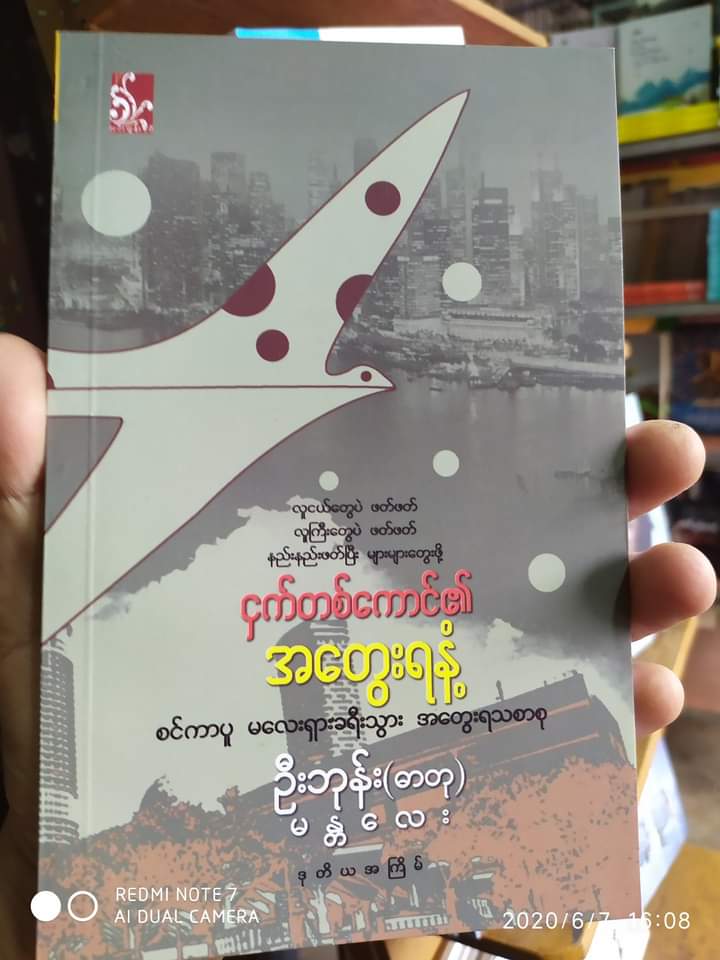 လူငယ်တွေပဲ ဖတ်ဖတ်
လူကြီးတွေပဲ ဖတ်ဖတ်
နည်းနည်းဖတ်ပြီး များများတွေးဖို့
ငှက်တစ်ကောင်၏
အတွေးရနံ့
စင်ကာပူ မလေးရှားခရီးသွား အတွေးရသစာစု
ဦးဘုန်း(ဓာတု)
မန္တလေး
ဒုတိယအကြိမ်
REDMI NOTE 7
AI DUAL CAMERA
2020/6/7 16:08